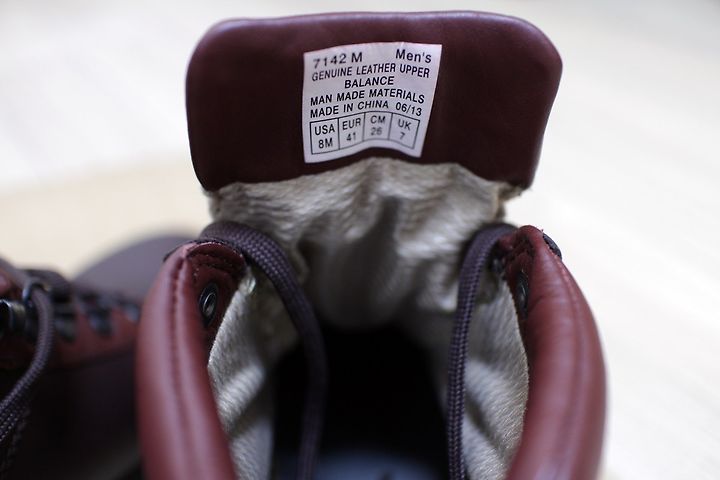 7142 M Men's
GENUINE LEATHER UPPER
BALANCE
MAN MADE MATERIALS
MADE IN CHINA 06/13
USA EUR CM UK
8M 41 26 7